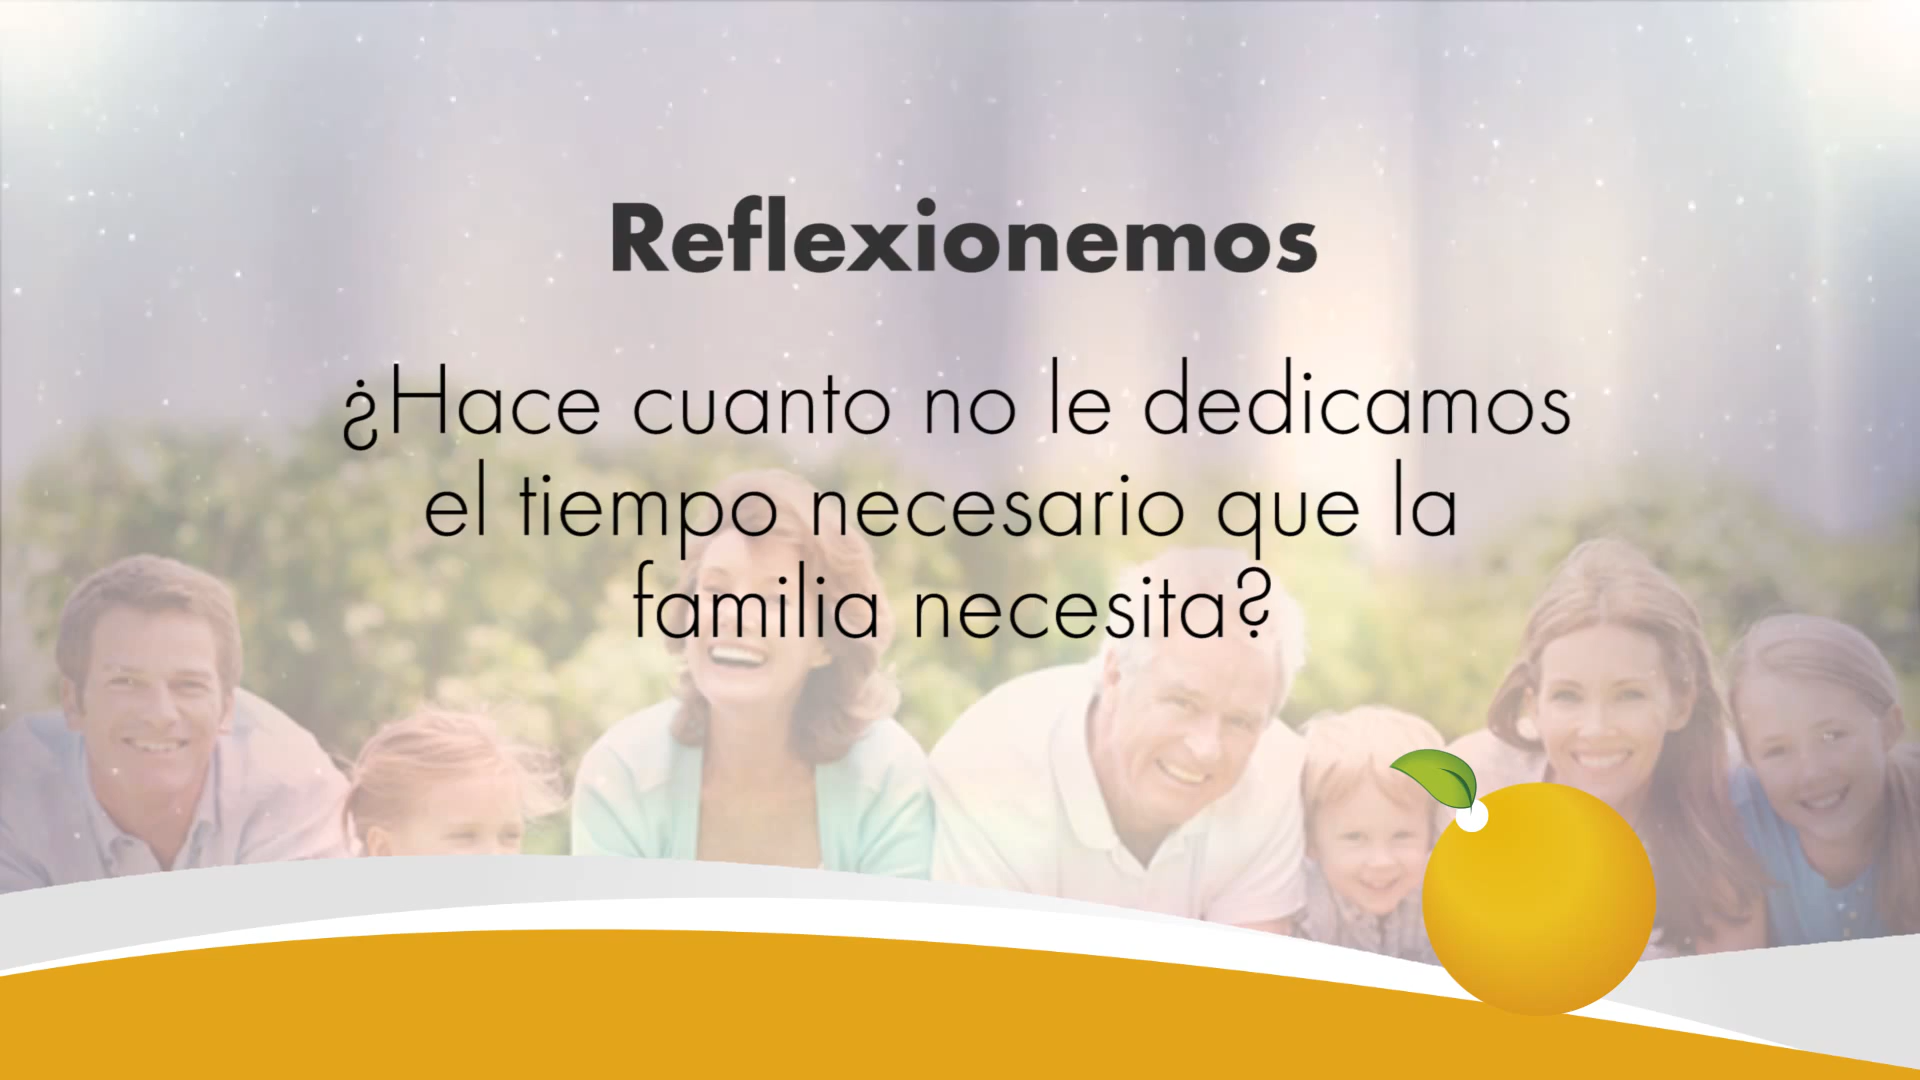 Reflexionemos
¿Hace cuanto no le dedicamos
el tiempo necesario que la
familia necesita?